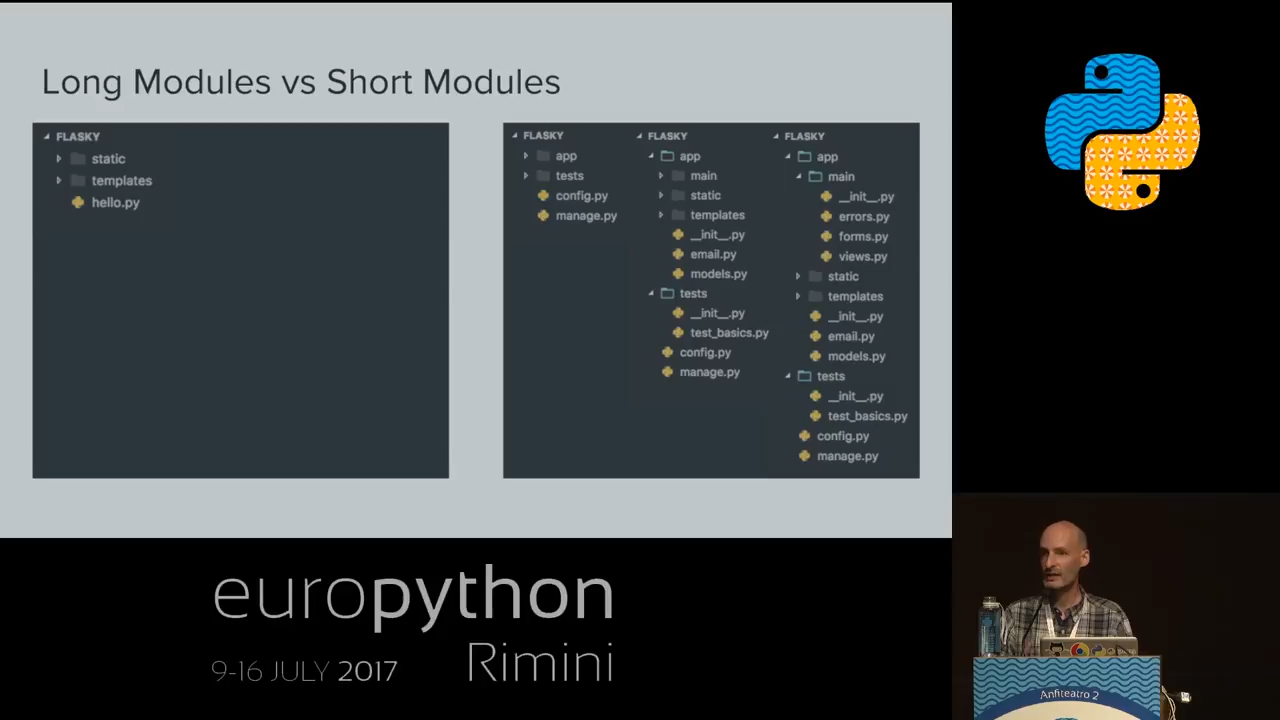 Long Modules vs Short Modules
FLASKY
static
templates
hello.py
FLASKY
app
tests
config.py
manage.py
FLASKY
app
main
static
templates
__init__.py
email.py
models.py
tests
__init__.py
test_basics.py
config.py
manage.py
FLASKY
app
main
__init__.py
errors.py
forms.py
views.py
static
templates
__init__.py
email.py
models.py
tests
__init__.py
test_basics.py
config.py
manage.py
europython
9-16 JULY 2017
Rimini
Anfiteatro 2